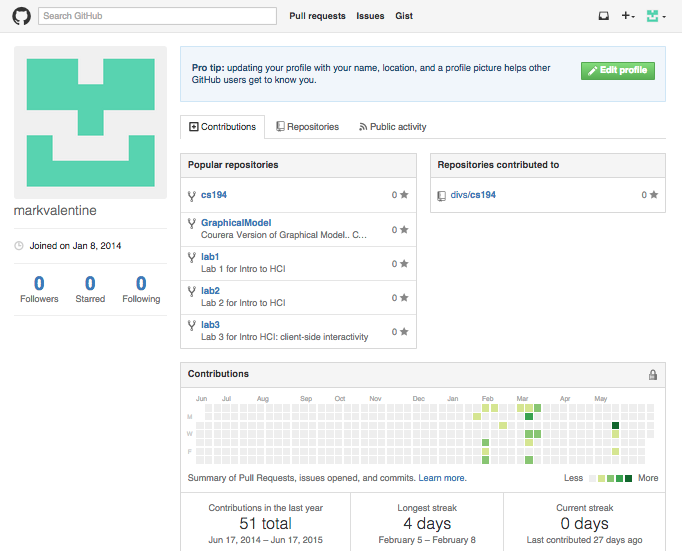 Search GitHub
Pull requests Issues Gist
Pro tip: updating your profile with your name, location, and a profile picture helps other
GitHub users get to know you.
Edit profile
Contributions Repositories Public activity
markvalentine
Joined on Jan 8, 2014
0 0 0
Followers Starred Following
Popular repositories
cs194 0
GraphicalModel
Courera Version of Graphical Model.. C... 0
lab1
Lab 1 for Intro to HCI 0
lab2
Lab 2 for Intro to HCI 0
lab3
Lab 3 for Intro HCI: client-side interactivity 0
Repositories contributed to
divs/cs194 0
Contributions
Jun Jul Aug Sep Oct Nov Dec Jan Feb Mar Apr May
M
W
F
Summary of Pull Requests, issues opened, and commits. Learn more. Less More
Contributions in the last year
51 total
Jun 17, 2014 – Jun 17, 2015
Longest streak
4 days
February 5 – February 8
Current streak
0 days
Last contributed 27 days ago